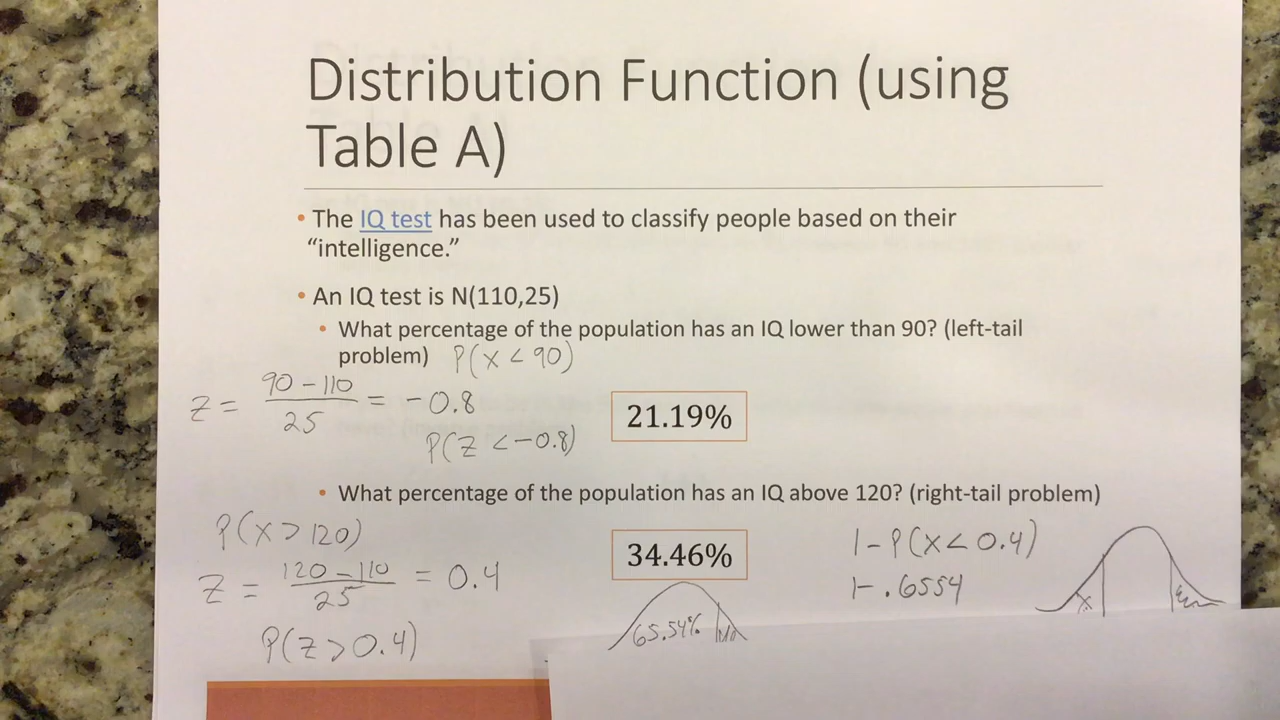 Distribution Function (using
Table A)
• The IQ test has been used to classify people based on their
“intelligence.”
• An IQ test is N(110,25)
• What percentage of the population has an IQ lower than 90? (left-tail
problem) P(x < 90)
Z = 90 - 110 / 25 = -0.8
21.19%
P(Z < -0.8)
• What percentage of the population has an IQ above 120? (right-tail problem)
P(x > 120)
34.46%
1 - P(x < 0.4)
Z = 120 - 110 / 25 = 0.4
1 - .6554
65.54%
P(Z > 0.4)